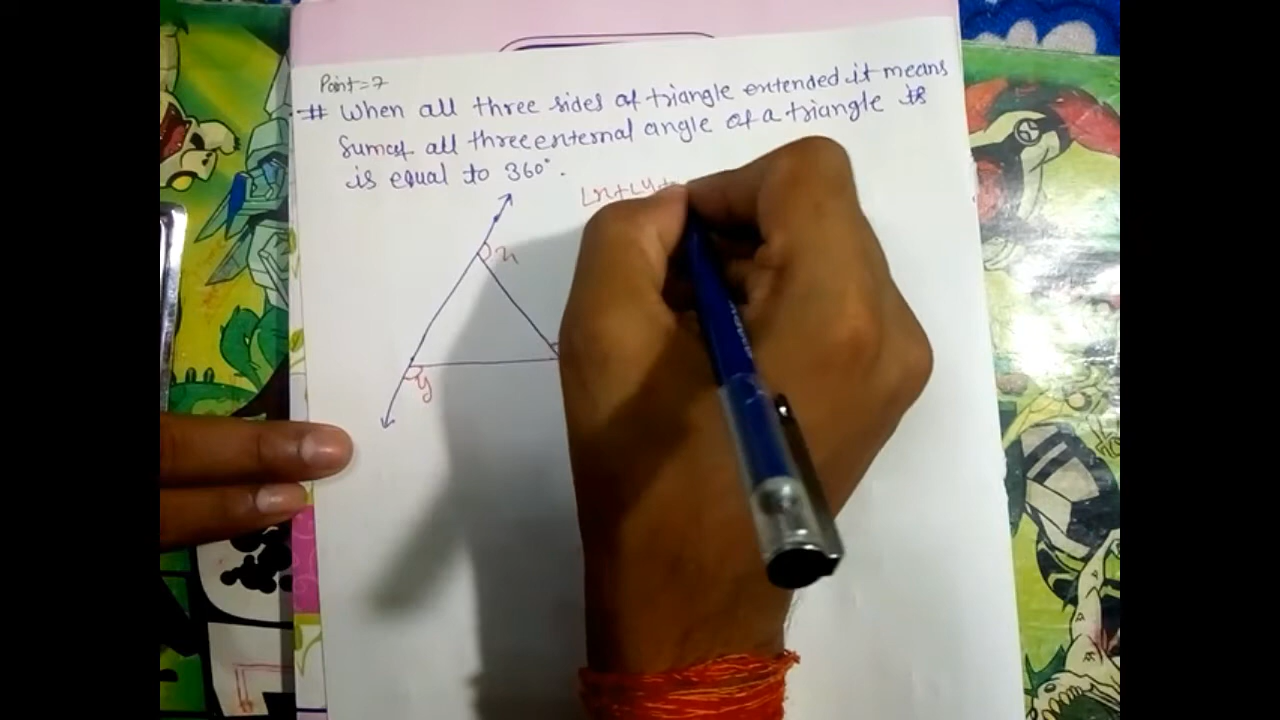 Point=7
# When all three sides of triangle extended it means
Sum of all three enternal angle of a triangle is
is equal to 360°.
∠x+∠y+
x
y